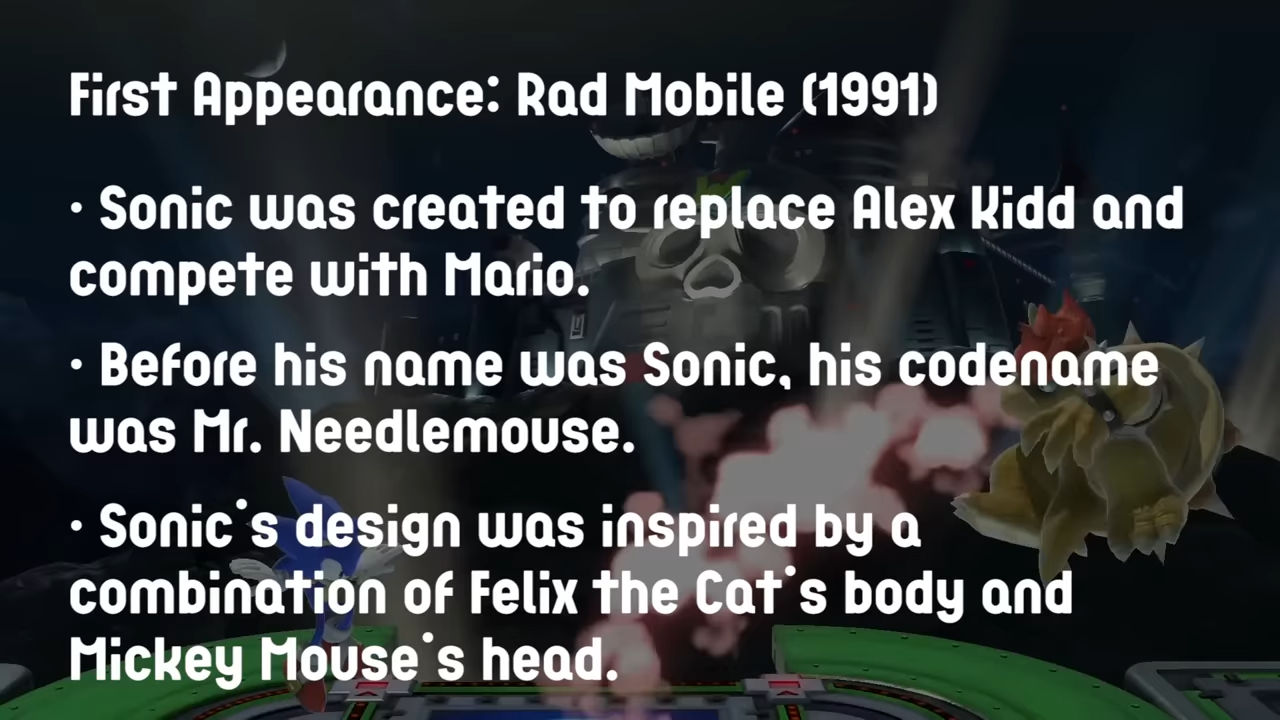 First Appearance: Rad Mobile (1991)
· Sonic was created to replace Alex Kidd and
compete with Mario.
· Before his name was Sonic, his codename
was Mr. Needlemouse.
· Sonic's design was inspired by a
combination of Felix the Cat's body and
Mickey Mouse's head.